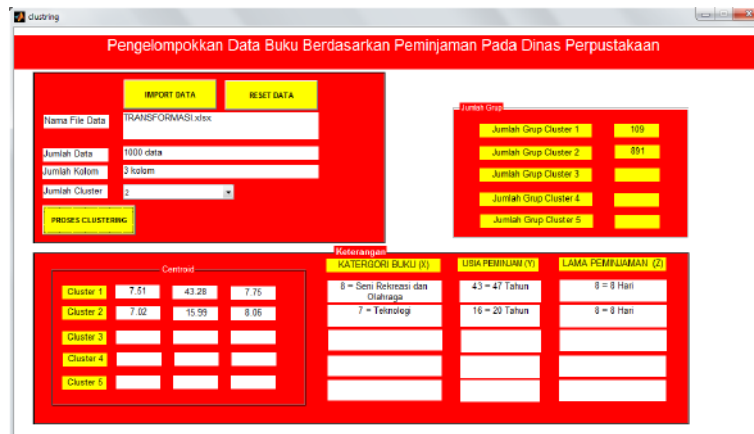 clustring
Pengelompokkan Data Buku Berdasarkan Peminjaman Pada Dinas Perpustakaan
IMPORT DATA
RESET DATA
Nama File Data
TRANSFORMASI.xlsx
Jumlah Data
1000 data
Jumlah Kolom
3 kolom
Jumlah Cluster
2
PROSES CLUSTERING
Jumlah Grup
Jumlah Grup Cluster 1
109
Jumlah Grup Cluster 2
891
Jumlah Grup Cluster 3
Jumlah Grup Cluster 4
Jumlah Grup Cluster 5
Centroid
Cluster 1
7.51
43.28
7.75
Cluster 2
7.02
15.99
8.06
Cluster 3
Cluster 4
Cluster 5
Keterangan
KATERGORI BUKU (X)
USIA PEMINJAM (Y)
LAMA PEMINJAMAN (Z)
8 = Seni Rekreasi dan
Olahraga
43 = 47 Tahun
8 = 8 Hari
7 = Teknologi
16 = 20 Tahun
8 = 8 Hari